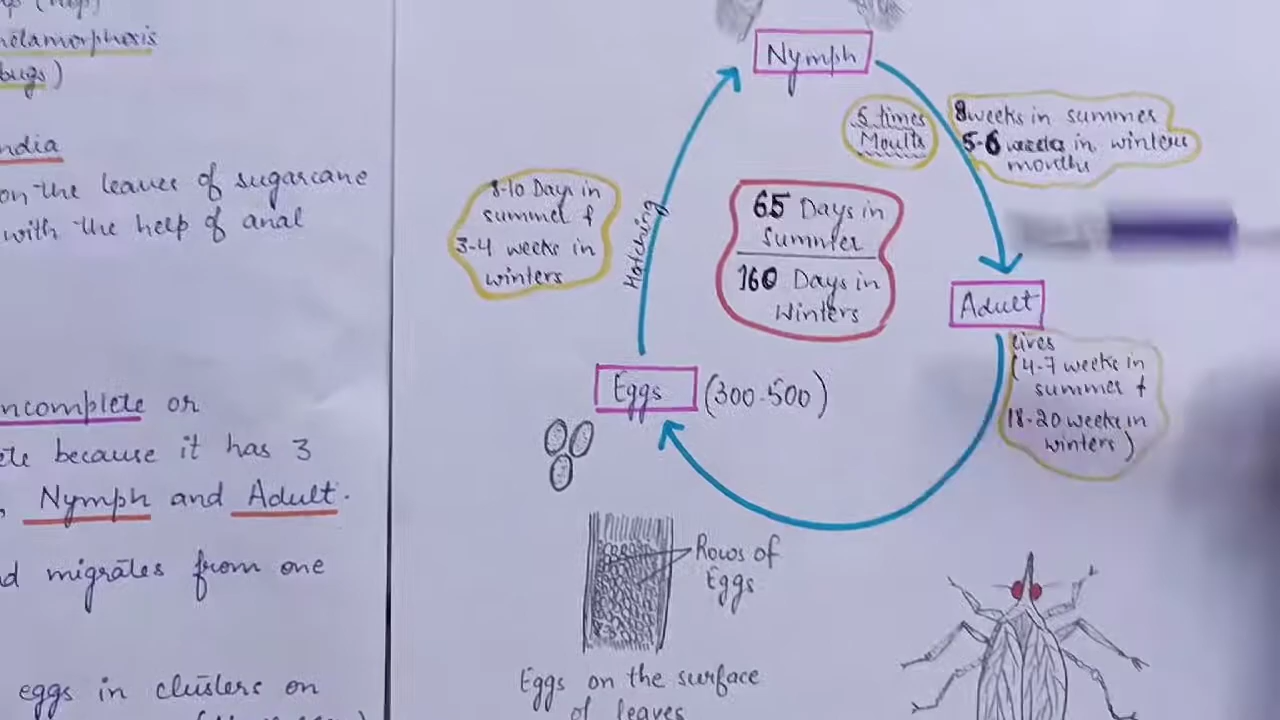 metamorphosis
bugs)
ndia
on the leaves of sugarcane
with the help of anal
ncomplete or
ete because it has 3
, Nymph and Adult.
nd migrates from one
eggs in clusters on
Nymph
5 times
Moults
8 weeks in summer
5-6 weeks in winters
months
8-10 Days in
summer &
3-4 weeks in
winters
Hatching
65 Days in
Summer
160 Days in
Winters
Adult
lives
(4-7 weeks in
summer &
18-20 weeks in
winters)
Eggs (300-500)
Rows of
Eggs
Eggs on the surface
of leaves